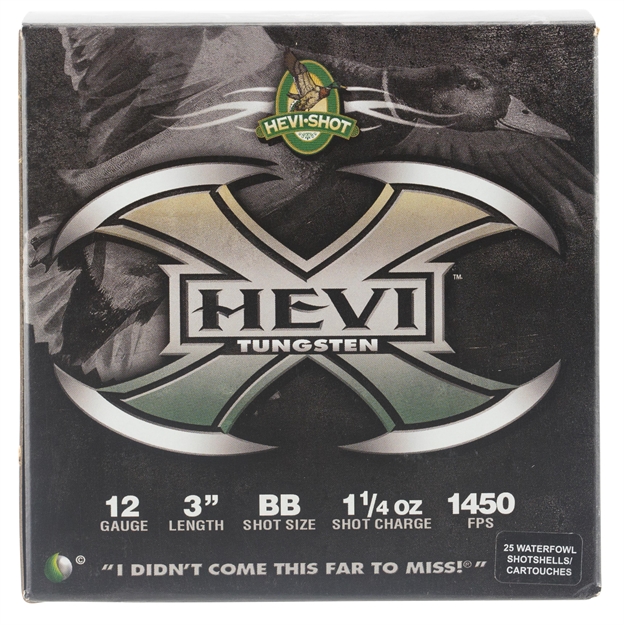 HEVI·SHOT
HEVI ™
TUNGSTEN
12 GAUGE
3” LENGTH
BB SHOT SIZE
1 1/4 OZ SHOT CHARGE
1450 FPS
25 WATERFOWL
SHOTSHELLS/
CARTOUCHES
©
"I DIDN'T COME THIS FAR TO MISS!®"